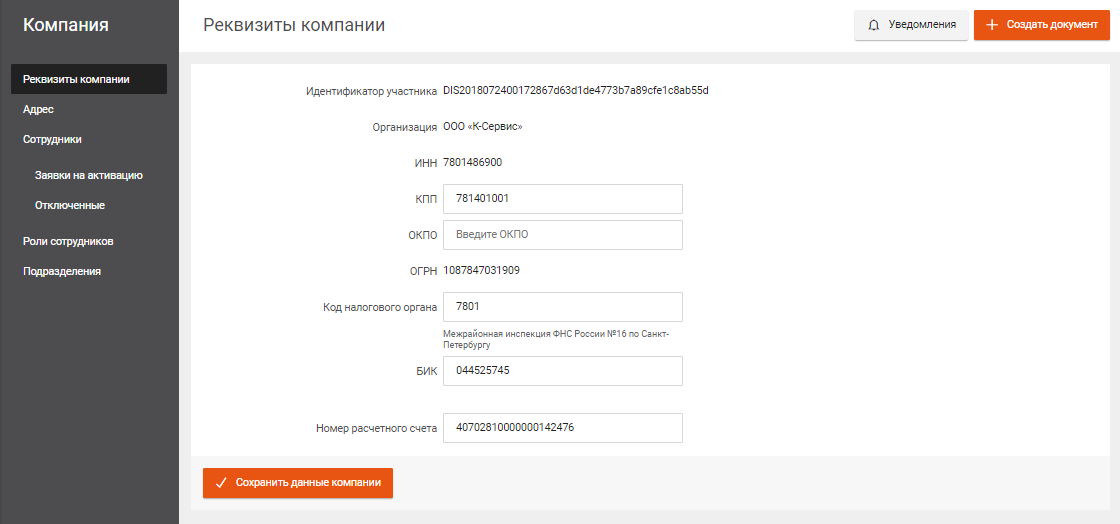 Компания
Реквизиты компании
Адрес
Сотрудники
Заявки на активацию
Отключенные
Роли сотрудников
Подразделения
Реквизиты компании
Уведомления
Создать документ
Идентификатор участника DIS2018072400172867d63d1de4773b7a89cfe1c8ab55d
Организация ООО «К-Сервис»
ИНН 7801486900
КПП 781401001
ОКПО Введите ОКПО
ОГРН 1087847031909
Код налогового органа 7801
Межрайонная инспекция ФНС России №16 по Санкт-
Петербургу
БИК 044525745
Номер расчетного счета 40702810000000142476
Сохранить данные компании